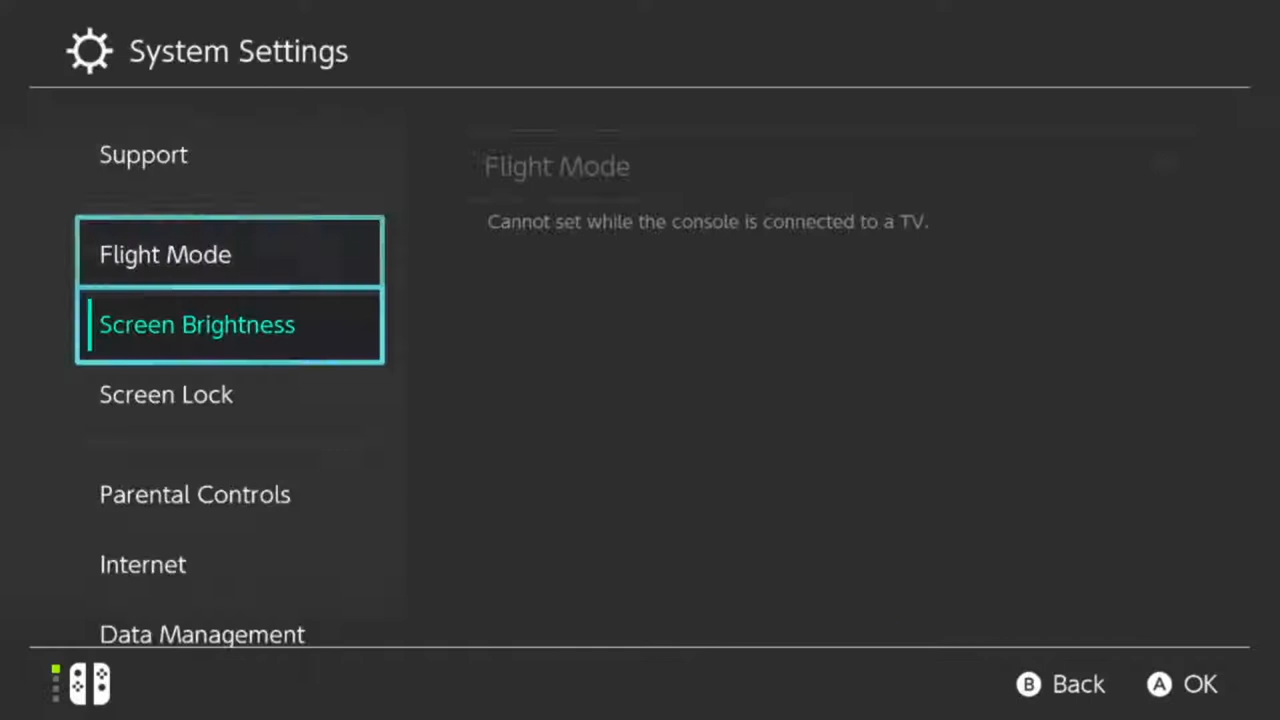 System Settings
Support
Flight Mode
Screen Brightness
Screen Lock
Parental Controls
Internet
Data Management
Flight Mode
Cannot set while the console is connected to a TV.
B Back
A OK